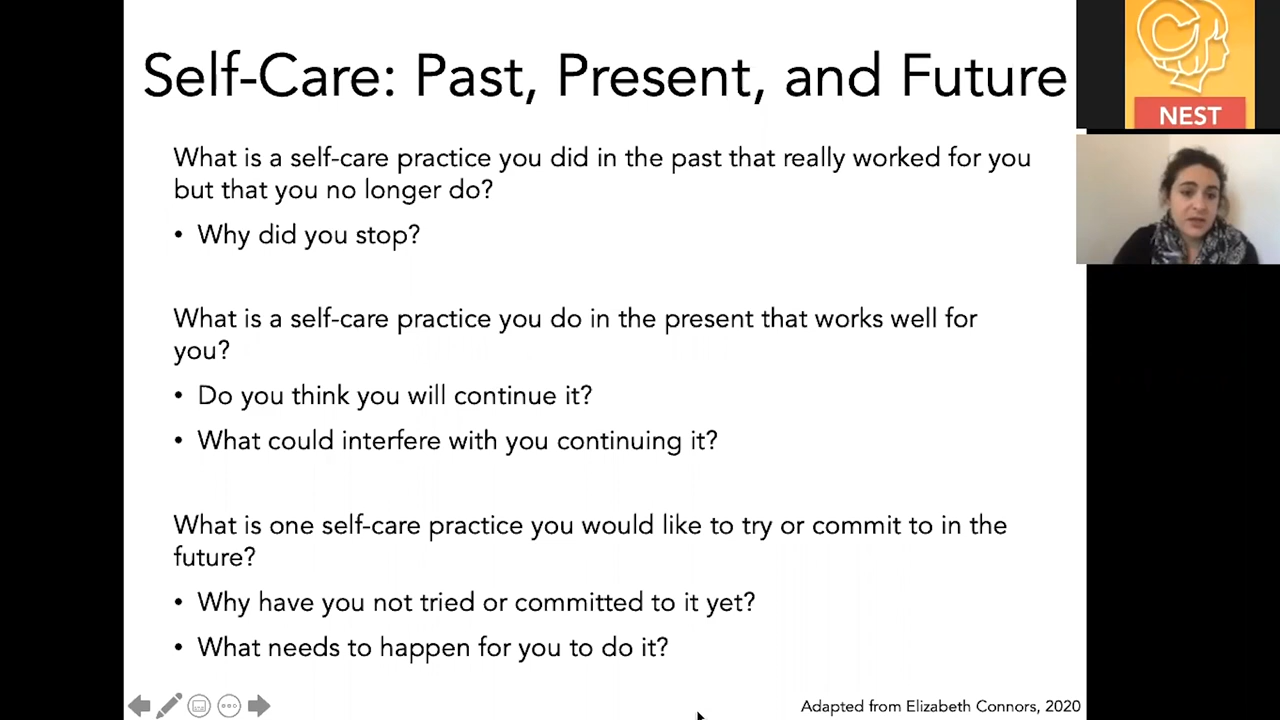 Self-Care: Past, Present, and Future
NEST
What is a self-care practice you did in the past that really worked for you
but that you no longer do?
• Why did you stop?
What is a self-care practice you do in the present that works well for
you?
• Do you think you will continue it?
• What could interfere with you continuing it?
What is one self-care practice you would like to try or commit to in the
future?
• Why have you not tried or committed to it yet?
• What needs to happen for you to do it?
Adapted from Elizabeth Connors, 2020